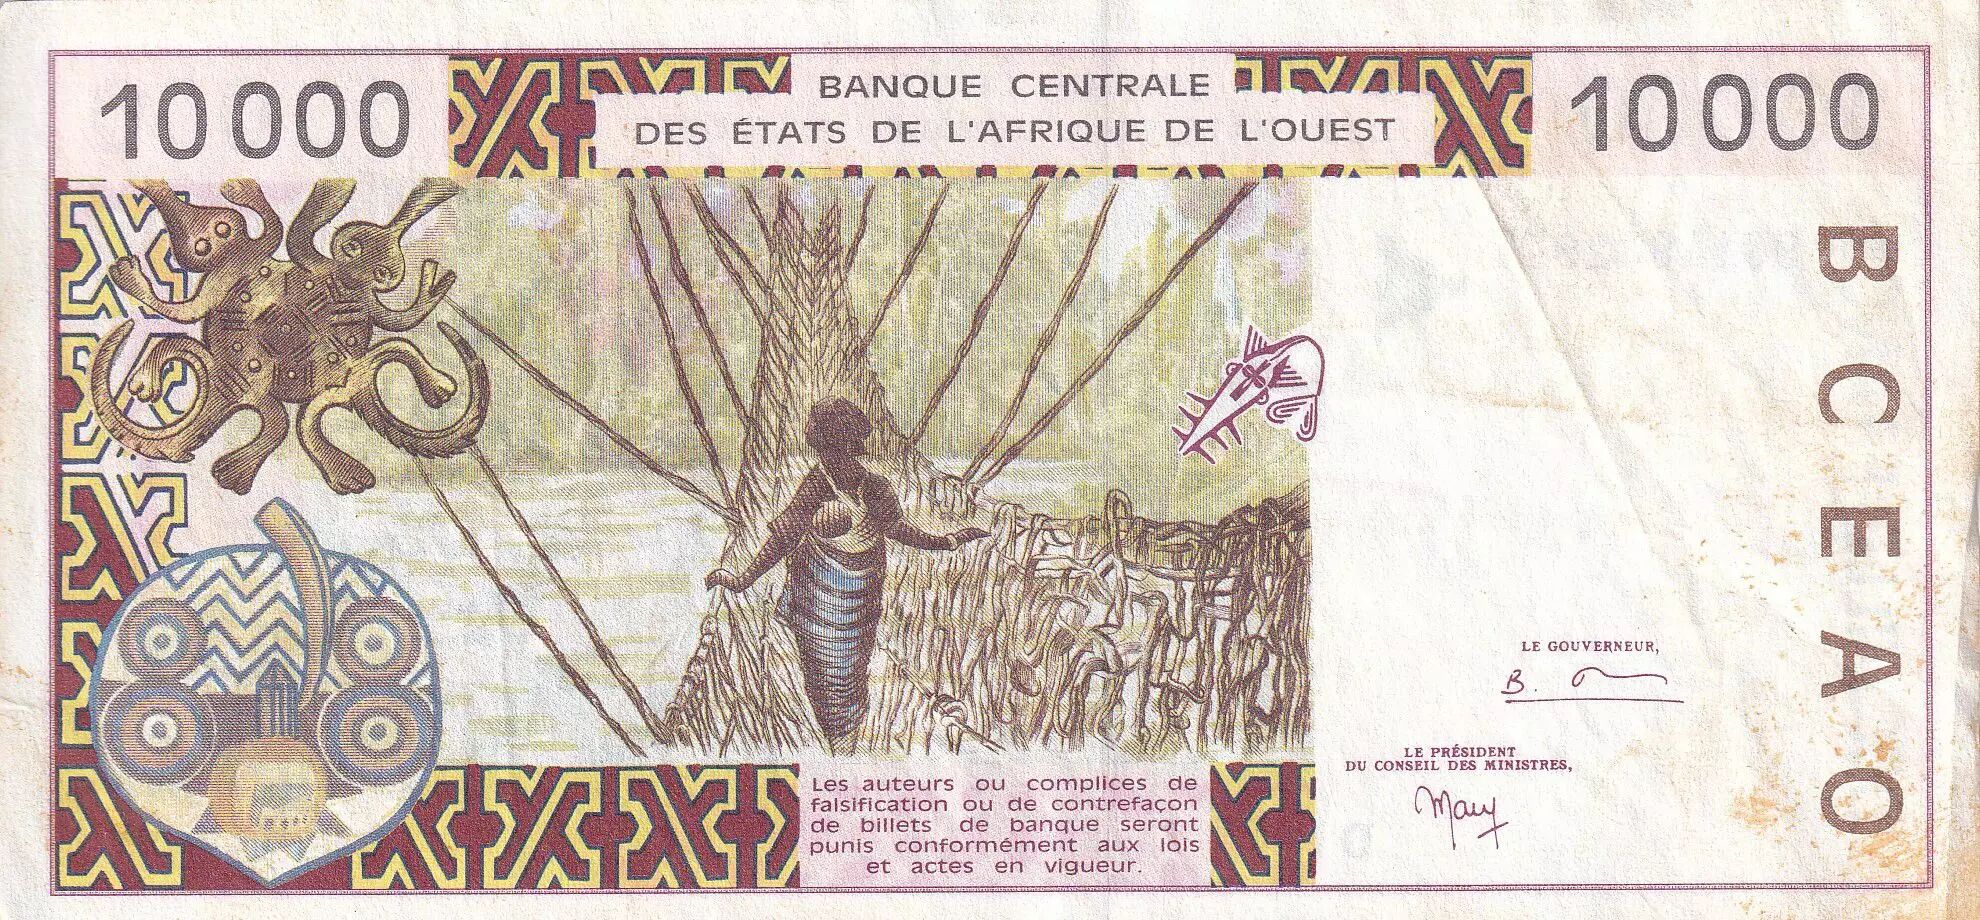 10 000
BANQUE CENTRALE
DES ÉTATS DE L'AFRIQUE DE L'OUEST
10 000
BCEAO
LE GOUVERNEUR,
LE PRÉSIDENT
DU CONSEIL DES MINISTRES,
Les auteurs ou complices de
falsification ou de contrefaçon
de billets de banque seront
punis conformément aux lois
et actes en vigueur.